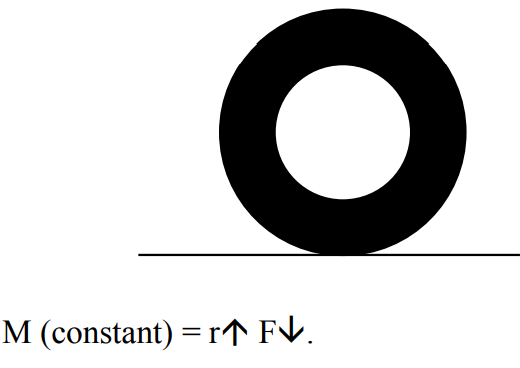 M (constant) = r↑ F↓.